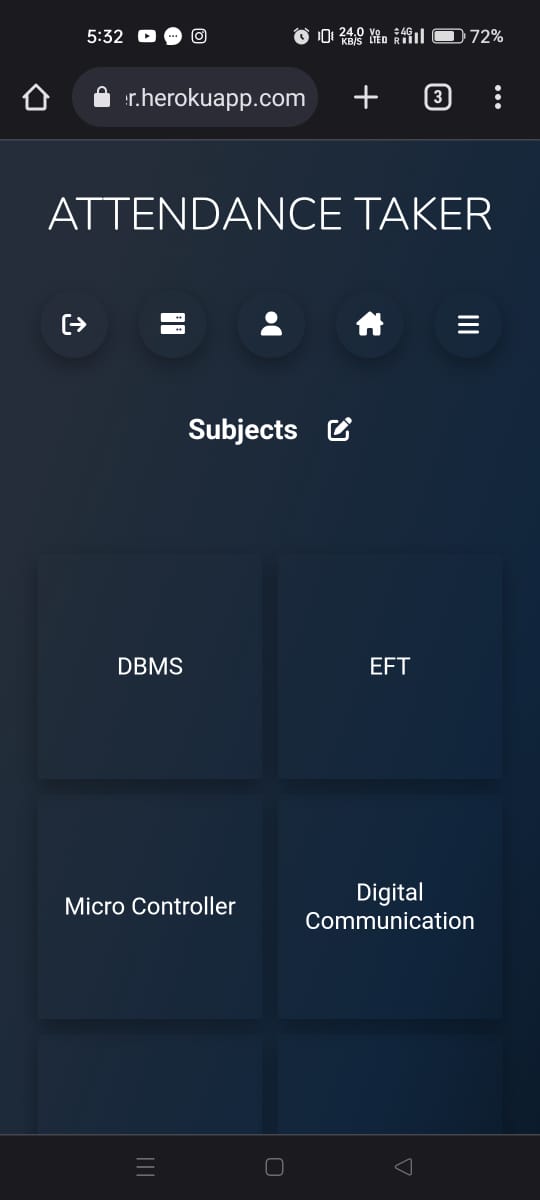 5:32 24.0 KB/S Vo LTE 4G R 72%
r.herokuapp.com 3
ATTENDANCE TAKER
Subjects
DBMS EFT
Micro Controller Digital
Communication